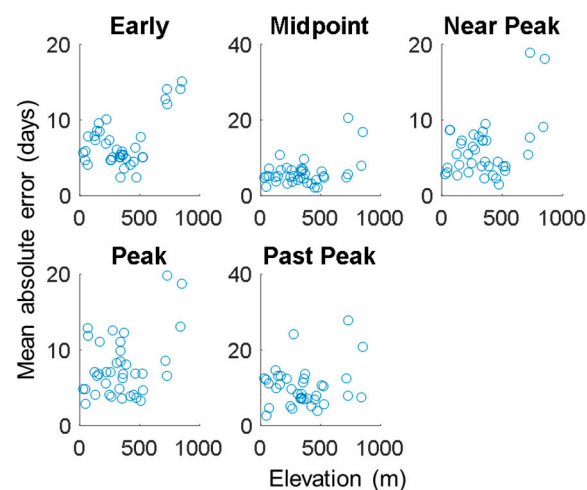 Early Midpoint Near Peak
20 40 20
10 20 10
0 0 0
0 500 1000 0 500 1000 0 500 1000
Peak Past Peak
20 40
10 20
0 0
0 500 1000 0 500 1000
Mean absolute error (days)
Elevation (m)